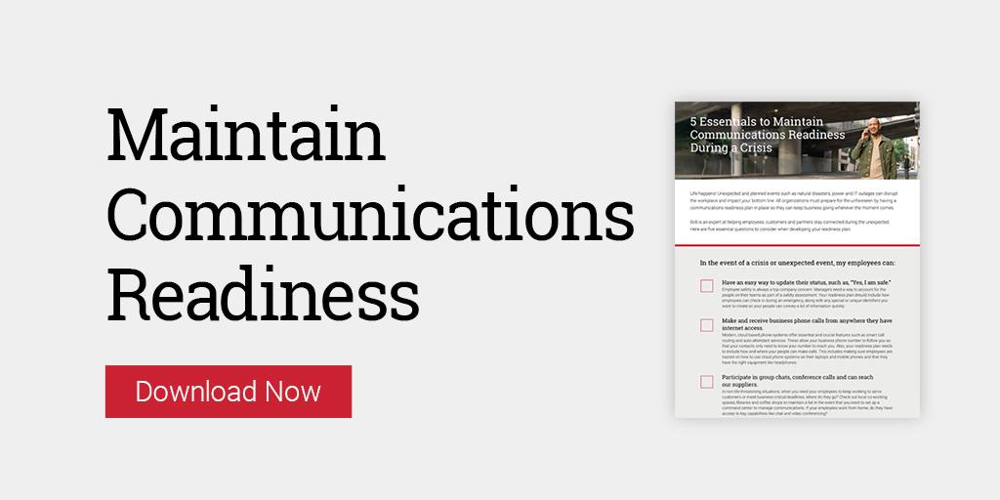 Maintain
Communications
Readiness
Download Now
5 Essentials to Maintain
Communications Readiness
During a Crisis
Life happens! Unexpected and planned events such as natural disasters, power and IT outages can disrupt
the workplace and impact your bottom line. All organizations must prepare for the unforeseen by having a
communications readiness plan in place so they can keep business going whenever the moment comes.
8x8 is an expert at helping employees, customers and partners stay connected during the unexpected.
Here are five essential questions to consider when developing your readiness plan
In the event of a crisis or unexpected event, my employees can:
Have an easy way to update their status, such as, "Yes, I am safe."
Employee safety is always a top company concern. Managers need a way to account for the
people on their teams as part of a safety assessment. Your readiness plan should include how
employees can check in during an emergency, along with any special or unique identifiers you
want to create so your people can convey a lot of information quickly.
Make and receive business phone calls from anywhere they have
internet access.
Modern, cloud-based phone systems offer essential and crucial features such as smart call
routing and auto-attendant services. These allow your business phone number to follow you so
that your contacts only need to know your number to reach you. Also, your readiness plan needs
to include how and where your people can make calls. This includes making sure employees are
trained on how to use cloud phone systems on their laptops and mobile phones and that they
have the right equipment like headphones.
Participate in group chats, conference calls and can reach
our suppliers.
In non-life-threatening situations, when you need your employees to keep working to serve
customers or meet business-critical deadlines, where do they go? Check out local co-working
spaces, libraries and coffee shops to maintain a list in the event that you need to set up a
command center to manage communications. If your employees work from home, do they have
access to key capabilities like chat and video conferencing?